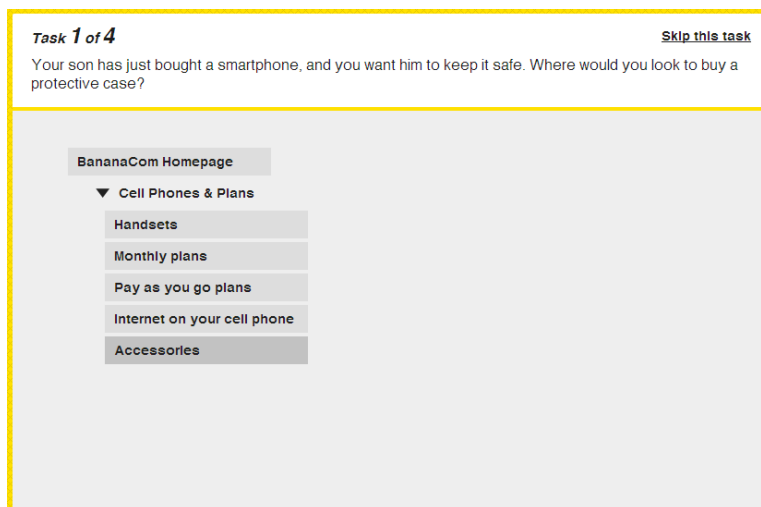 Task 1 of 4
Skip this task
Your son has just bought a smartphone, and you want him to keep it safe. Where would you look to buy a
protective case?
BananaCom Homepage
Cell Phones & Plans
Handsets
Monthly plans
Pay as you go plans
Internet on your cell phone
Accessories